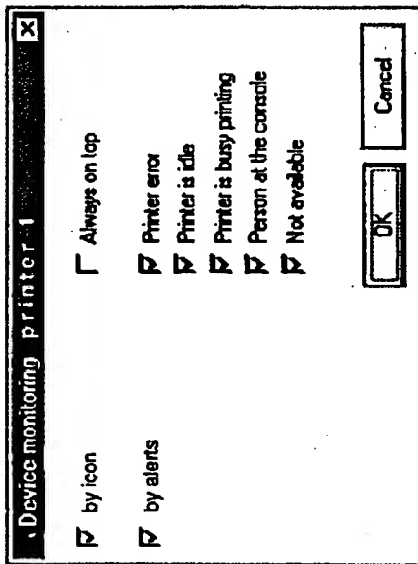 Device monitoring printer 1
by icon
Always on top
by alerts
Printer error
Printer is idle
Printer is busy printing
Person at the console
Not available
OK
Cancel